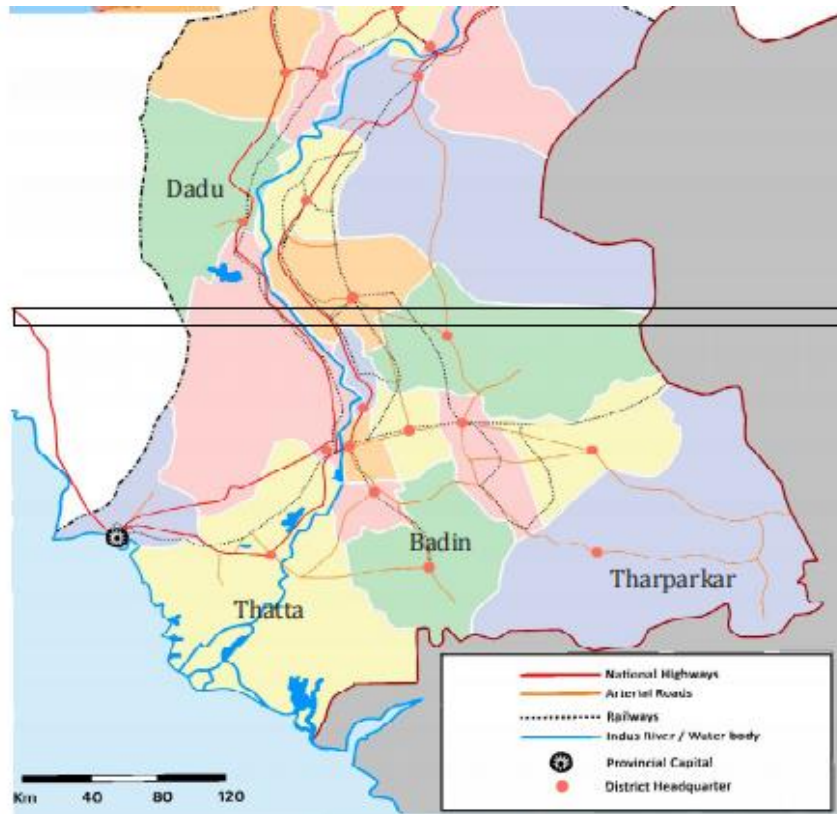 Dadu
Badin
Tharparkar
Thatta
National Highways
Arterial Roads
Railways
Indus River / Water body
Provincial Capital
District Headquarter
Km 40 80 120